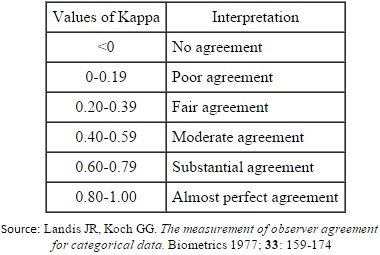 Values of Kappa Interpretation
<0 No agreement
0-0.19 Poor agreement
0.20-0.39 Fair agreement
0.40-0.59 Moderate agreement
0.60-0.79 Substantial agreement
0.80-1.00 Almost perfect agreement
Source: Landis JR, Koch GG. The measurement of observer agreement
for categorical data. Biometrics 1977; 33: 159-174